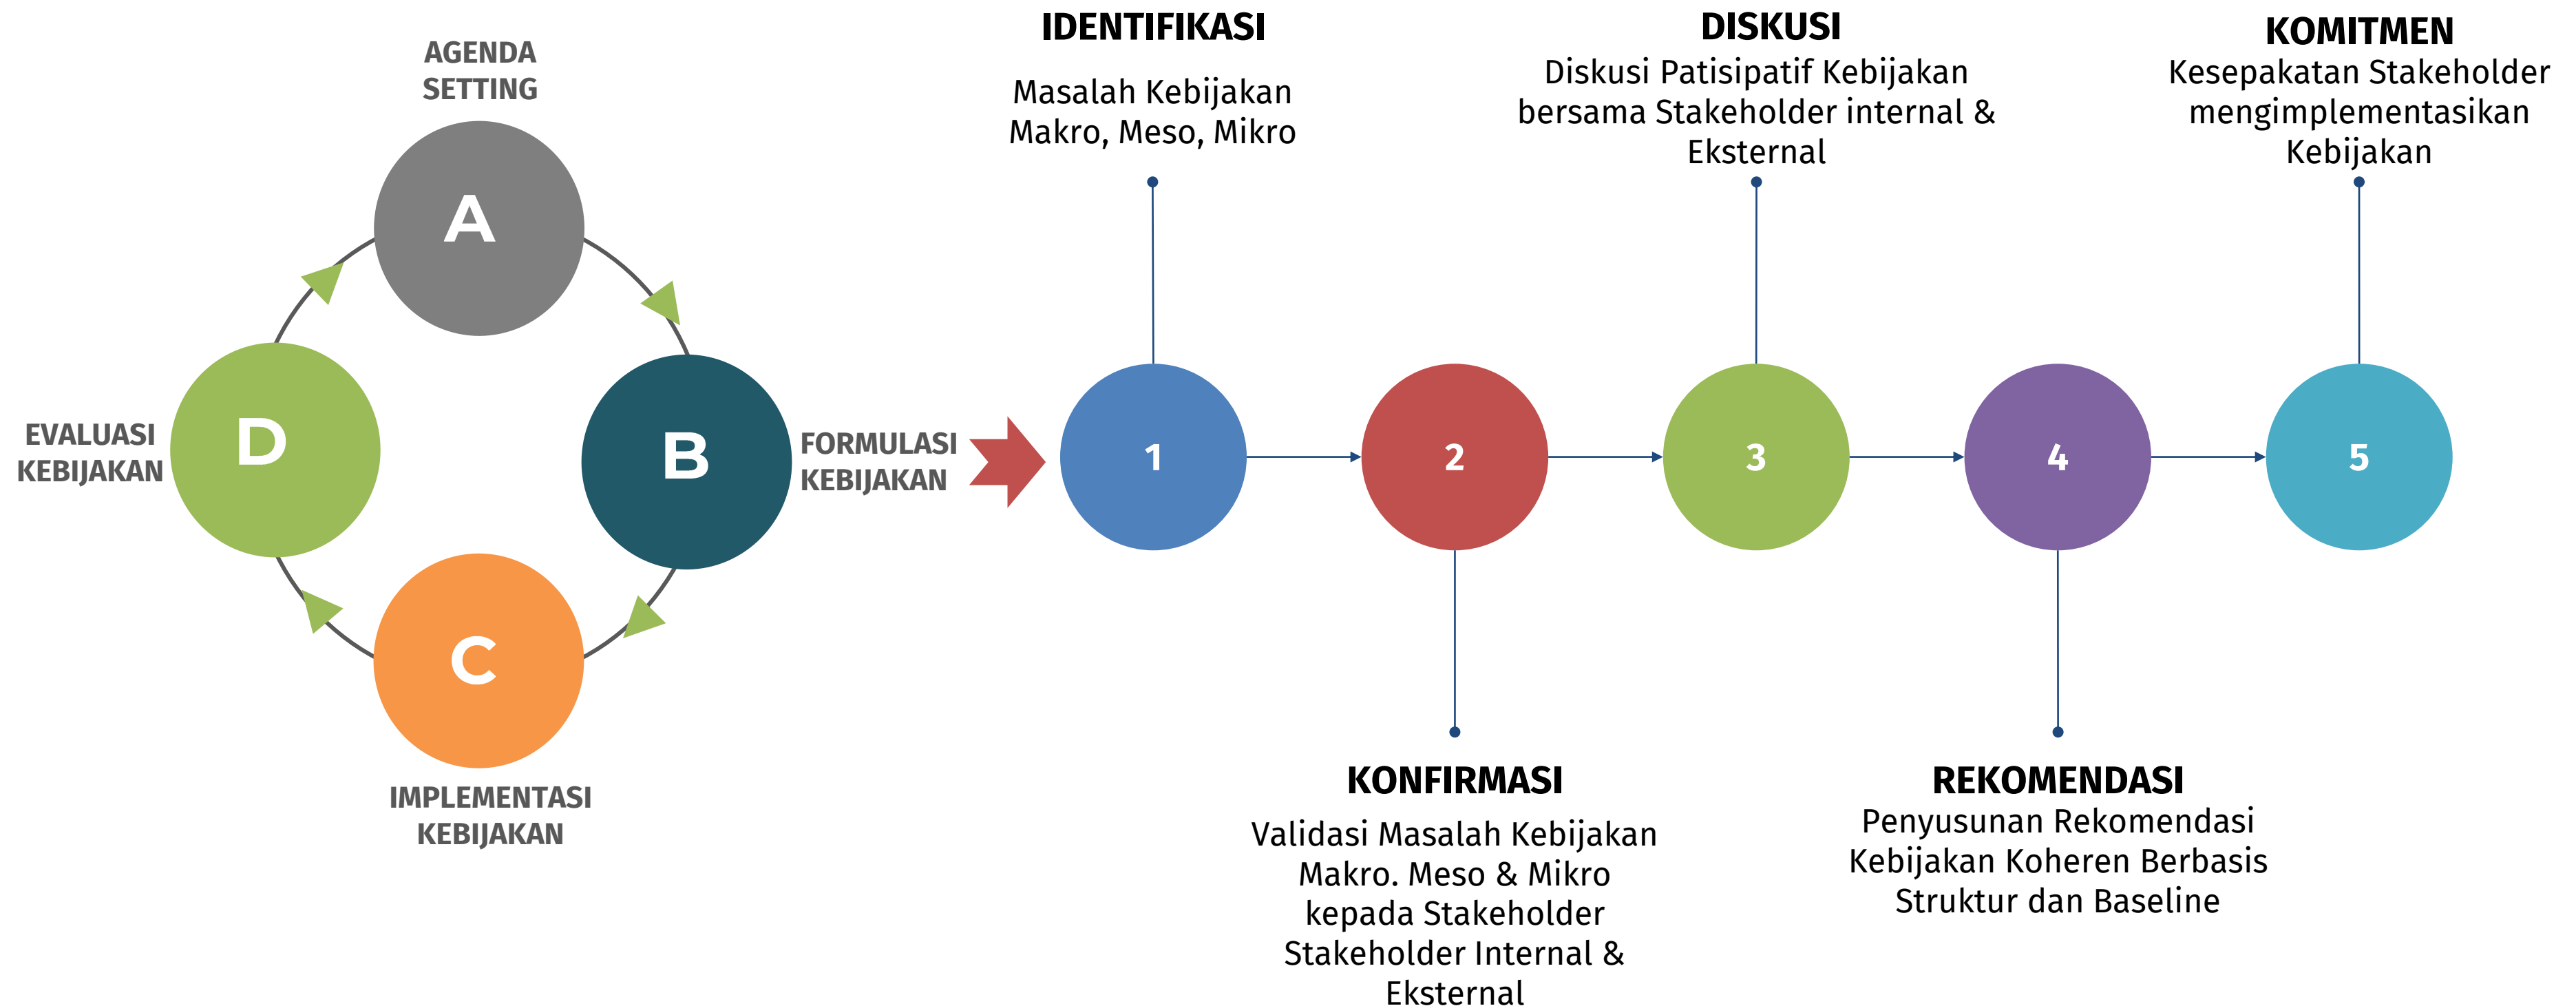 AGENDA
SETTING
A
B
FORMULASI
KEBIJAKAN
C
IMPLEMENTASI
KEBIJAKAN
D
EVALUASI
KEBIJAKAN
IDENTIFIKASI
Masalah Kebijakan
Makro, Meso, Mikro
1
2
KONFIRMASI
Validasi Masalah Kebijakan
Makro. Meso & Mikro
kepada Stakeholder
Stakeholder Internal &
Eksternal
DISKUSI
Diskusi Patisipatif Kebijakan
bersama Stakeholder internal &
Eksternal
3
4
REKOMENDASI
Penyusunan Rekomendasi
Kebijakan Koheren Berbasis
Struktur dan Baseline
KOMITMEN
Kesepakatan Stakeholder
mengimplementasikan
Kebijakan
5